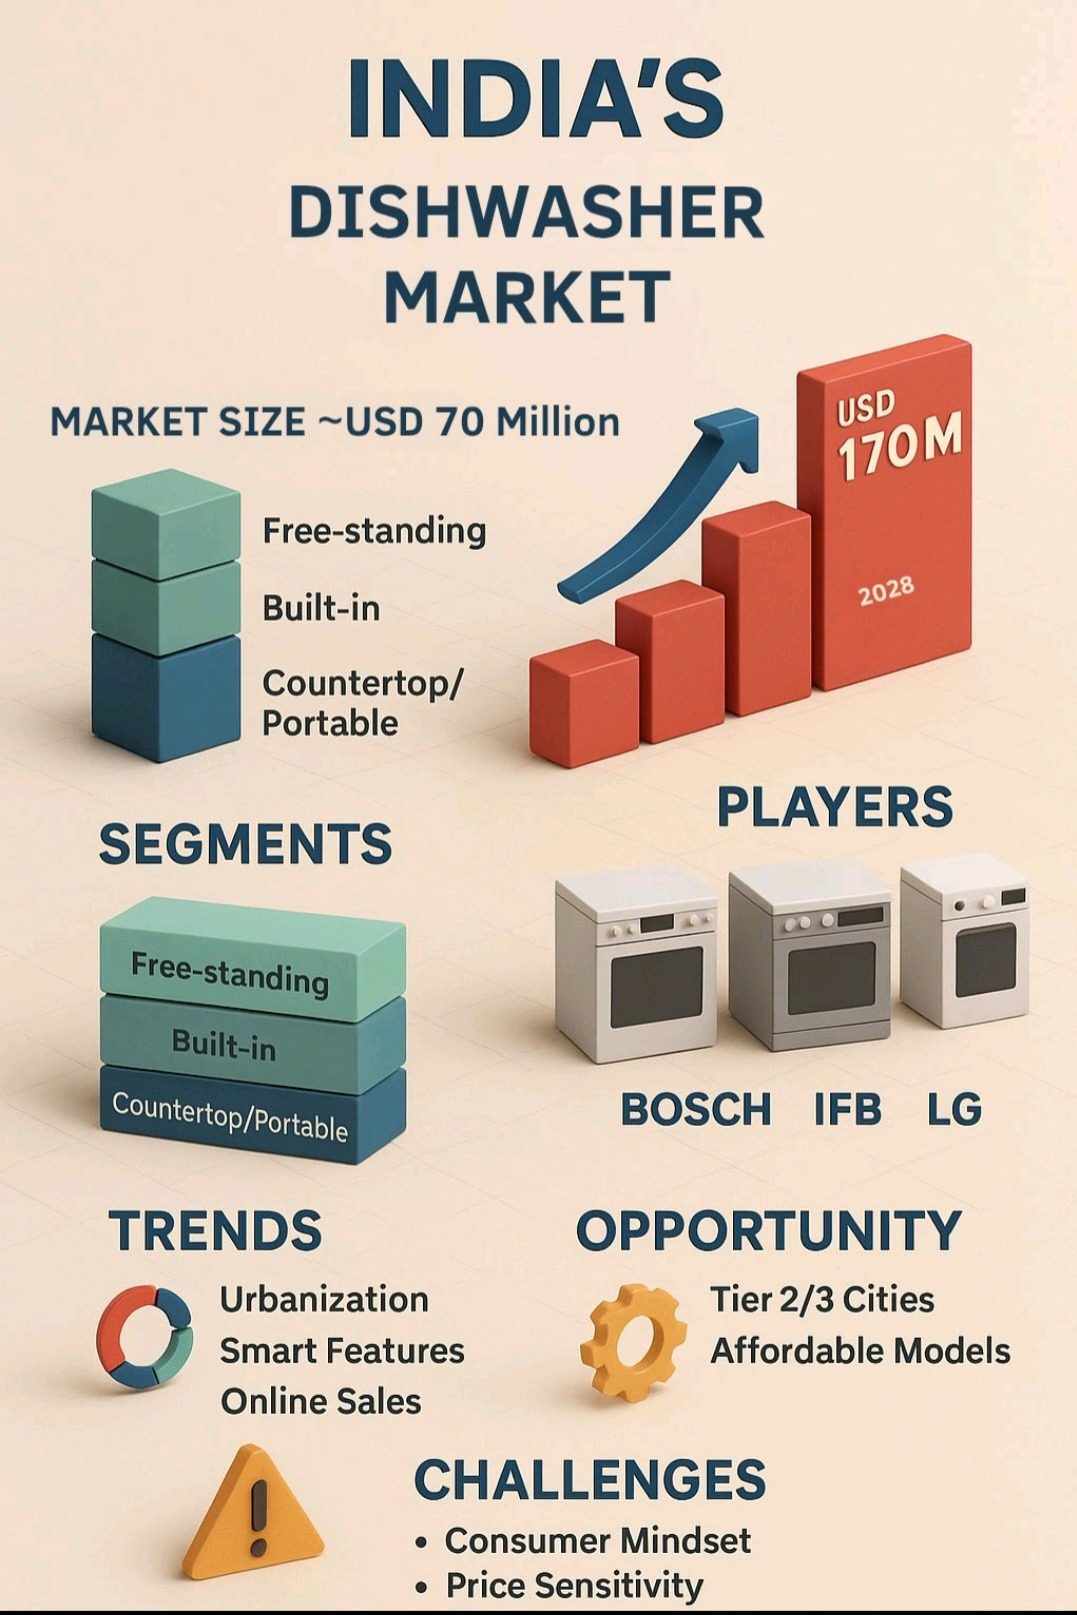 INDIA'S
DISHWASHER
MARKET
MARKET SIZE ~USD 70 Million
Free-standing
Built-in
Countertop/
Portable
USD
170M
2028
SEGMENTS
Free-standing
Built-in
Countertop/Portable
PLAYERS
BOSCH IFB LG
TRENDS
Urbanization
Smart Features
Online Sales
OPPORTUNITY
Tier 2/3 Cities
Affordable Models
CHALLENGES
• Consumer Mindset
• Price Sensitivity